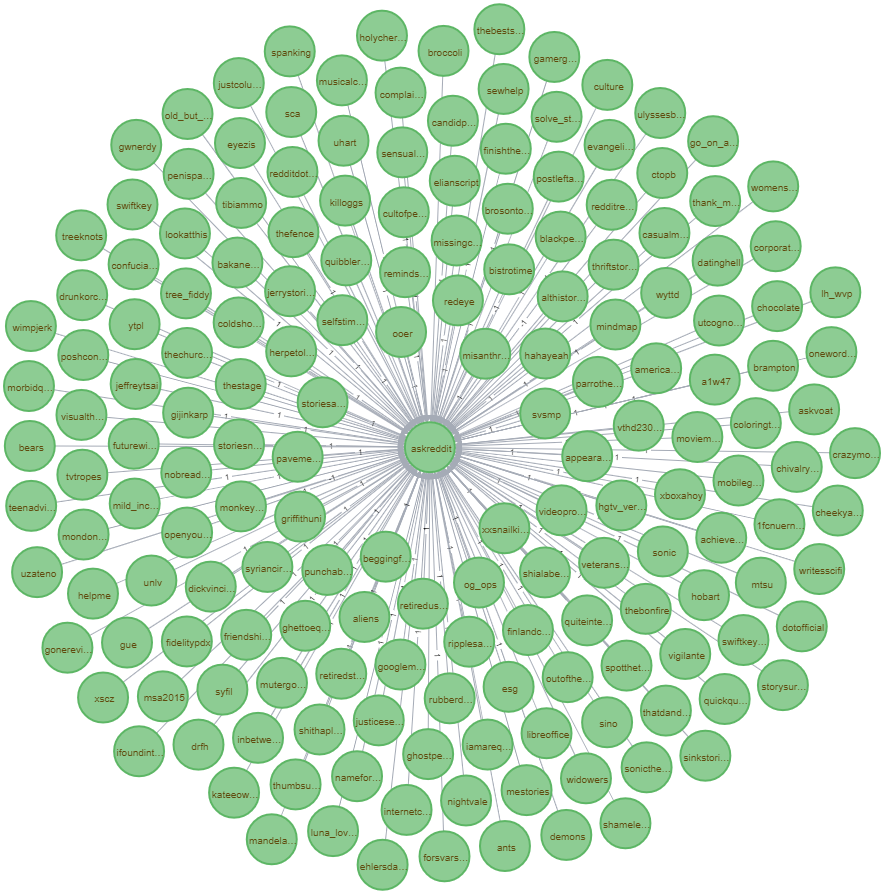 thebests...
holycher...
broccoli
spanking
gamerg...
justcolu...
musicalc...
culture
complai...
sewhelp
old_but_...
sca
solve_st...
ulyssesb...
candidp...
gwnerdy
eyezis
uhart
go_on_a...
sensual...
finishthe...
evangeli...
penispa...
redditdot...
elianscript
postlefta...
ctopb
womens...
swiftkey
tibiammo
killoggs
thank_m...
treeknots
lookatthis
thefence
cultofpe...
brosonto...
redditre...
casualm...
missingc...
blackpe...
corporat...
confucia...
bakane...
quibbler...
reminds...
bistrotime
thriftstor...
datinghell
drunkorc...
tree_fiddy
jerrystori...
redeye
althistor...
wyttd
lh_wvp
wimpjerk
ytpl
coldsho...
selfstim...
ooer
mindmap
utcogno...
chocolate
poshcon...
thechurc...
herpetol...
misanthr...
hahayeah
america...
brampton
oneword...
morbidq...
jeffreytsai
thestage
storiesa...
parrothe...
a1w47
visualth...
gijinkarp
svsmp
vthd230...
coloringt...
askvoat
bears
futurewi...
storiesn...
askreddit
moviem...
tvtropes
nobread...
paveme...
appeara...
mobileg...
chivalry...
crazymo...
teenadvi...
mild_inc...
monkey...
griffithuni
videopro...
hgtv_ver...
xboxahoy
1fcnuern...
cheekya...
mondon...
openyou...
xxsnailki...
achieve...
uzateno
unlv
syriancir...
punchab...
beggingf...
shialabe...
veterans...
sonic
writesscifi
helpme
dickvinci...
og_ops
hobart
mtsu
gonerevi...
gue
fidelitypdx
friendshi...
ghettoeq...
aliens
retiredus...
finlandc...
quiteinte...
thebonfire
dotofficial
ripplesa...
swiftkey...
xscz
msa2015
syfil
mutergo...
retiredst...
googlem...
esg
outofthe...
spotthet...
vigilante
storysur...
rubberd...
quickqu...
ifoundint...
drfh
inbetwe...
shithapl...
justicese...
libreoffice
sino
thatdand...
ghostpe...
iamareq...
sinkstori...
kateeow...
thumbsu...
namefor...
widowers
sonicthe...
mandela...
luna_lov...
internetc...
nightvale
mestories
shamele...
ehlersda...
forsvars...
ants
demons